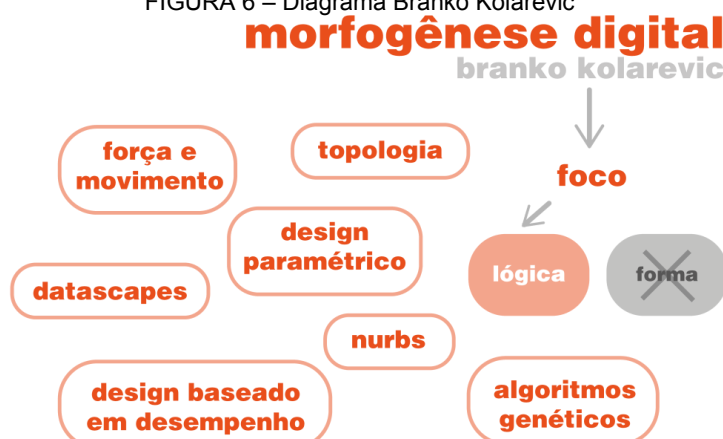 FIGURA 6 – Diagrama Branko Kolarevic
morfogênese digital
branko kolarevic
força e
movimento
topologia
foco
design
paramétrico
lógica
forma
datascapes
nurbs
design baseado
em desempenho
algoritmos
genéticos